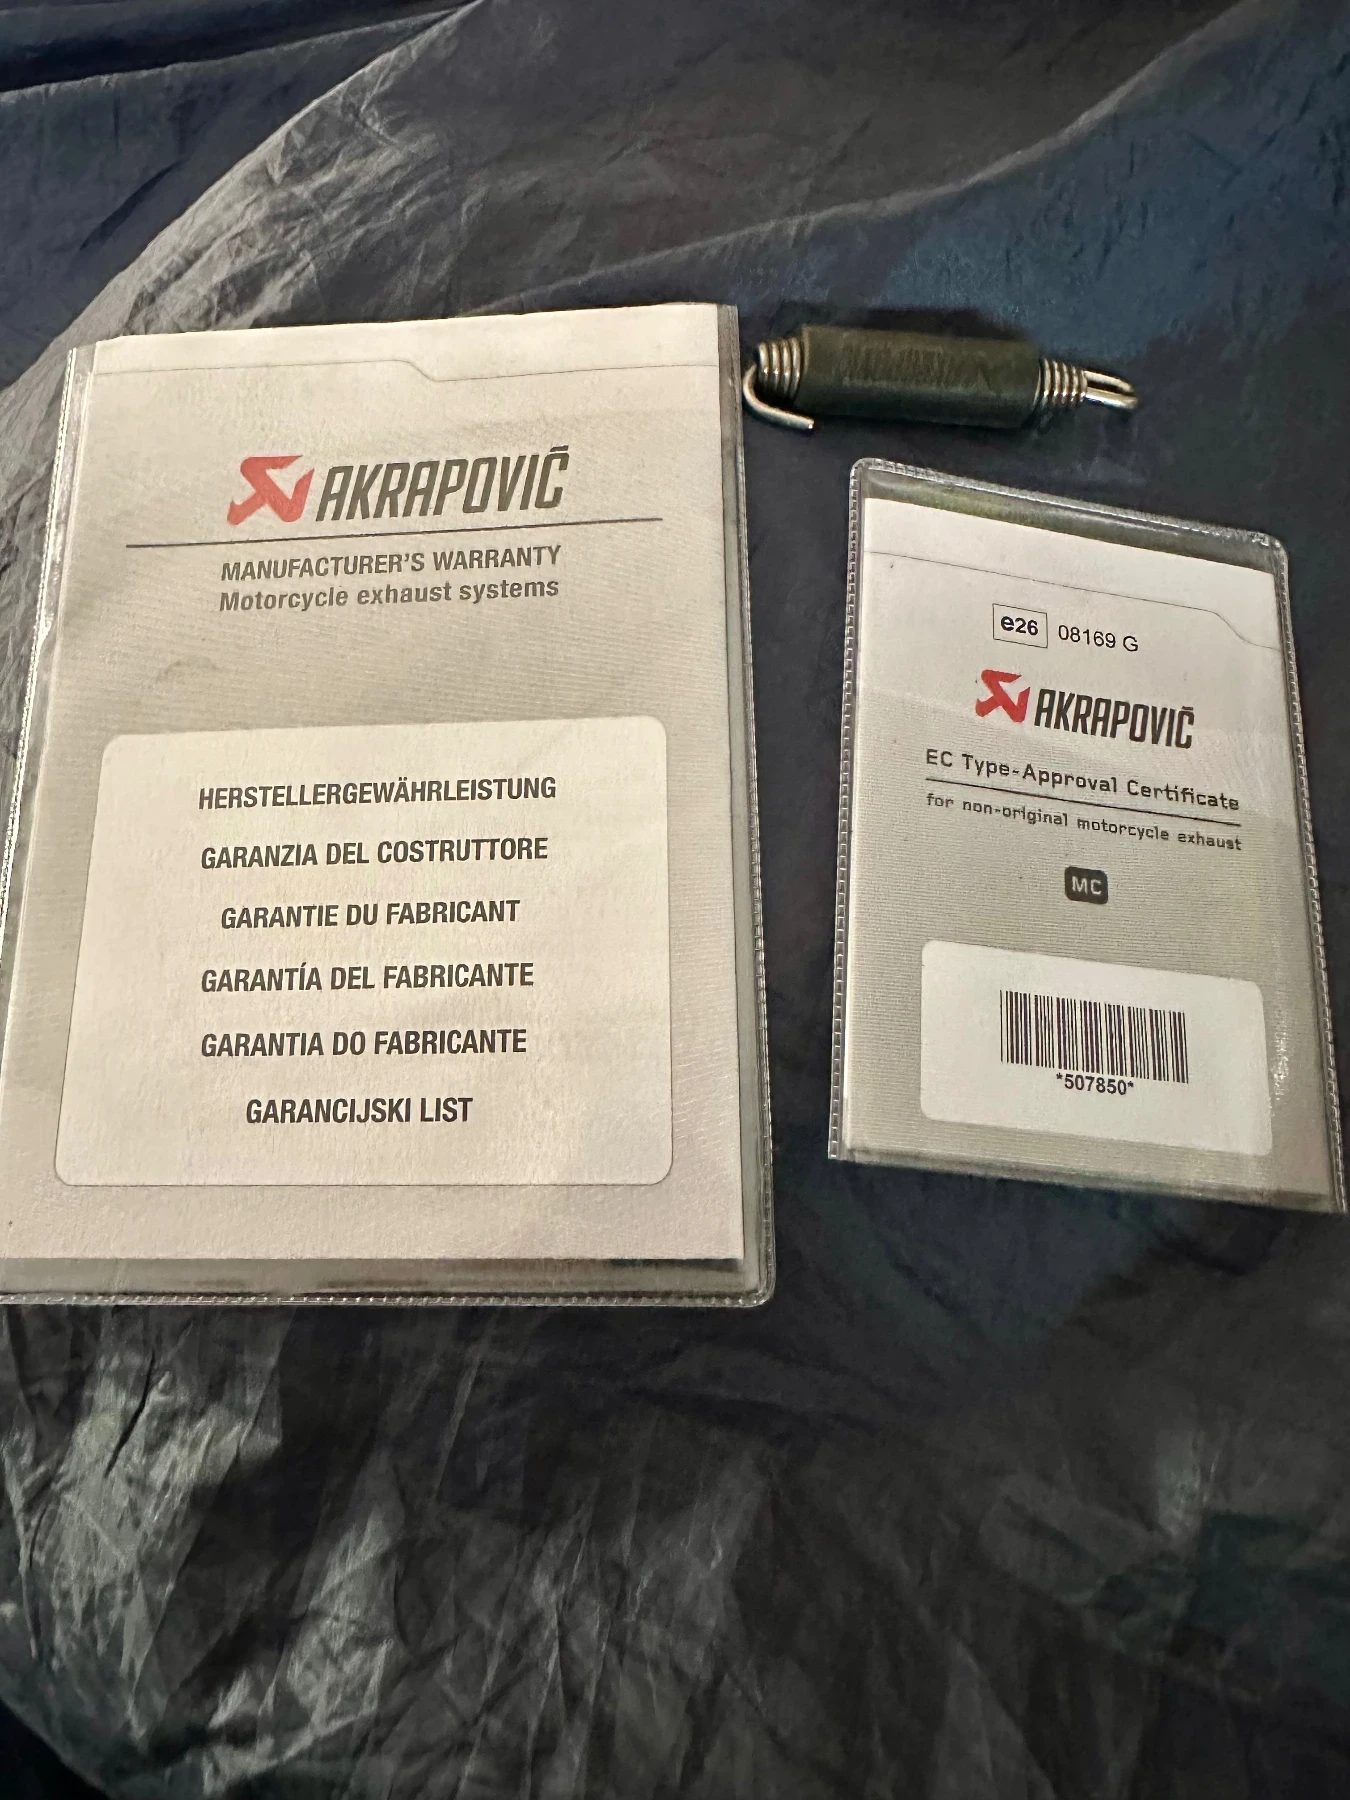 AKRAPOVIČ
MANUFACTURER'S WARRANTY
Motorcycle exhaust systems
HERSTELLERGEWÄHRLEISTUNG
GARANZIA DEL COSTRUTTORE
GARANTIE DU FABRICANT
GARANTÍA DEL FABRICANTE
GARANTIA DO FABRICANTE
GARANCIJSKI LIST
e26 08169 G
AKRAPOVIČ
EC Type-Approval Certificate
for non-original motorcycle exhaust
MC
*507850*